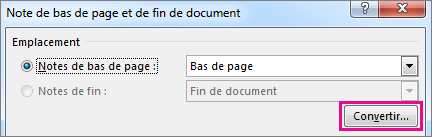 Note de bas de page et de fin de document
Emplacement
Notes de bas de page : Bas de page
Notes de fin : Fin de document
Convertir...